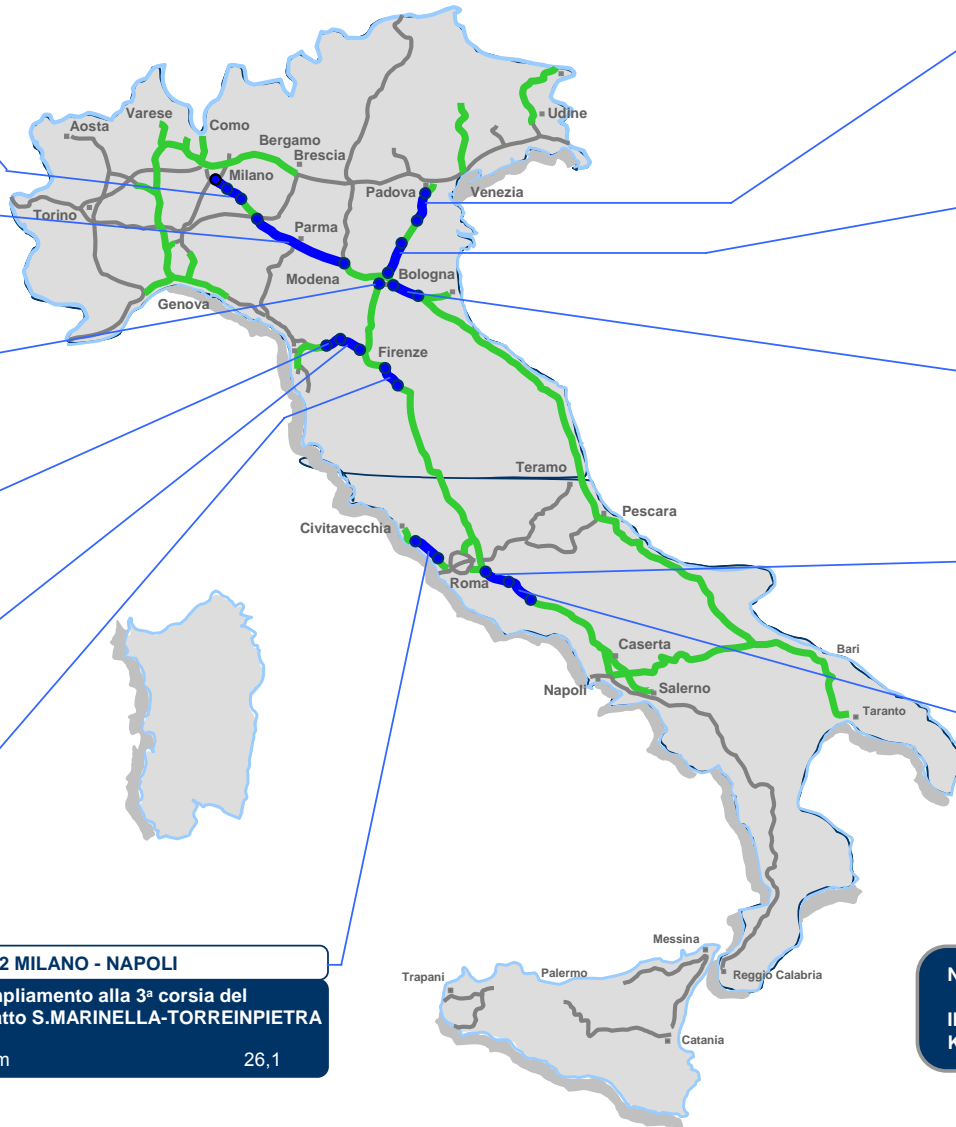 Varese
Como
Udine
Aosta
Bergamo
Brescia
Milano
Padova
Venezia
Torino
Parma
Modena
Bologna
Genova
Firenze
Teramo
Pescara
Civitavecchia
Roma
Caserta
Bari
Napoli
Salerno
Taranto
Messina
Trapani
Palermo
Reggio Calabria
Catania
2 MILANO - NAPOLI
pliamento alla 3ª corsia del
atto S.MARINELLA-TORREINPIETRA
m 26,1
N
I
K